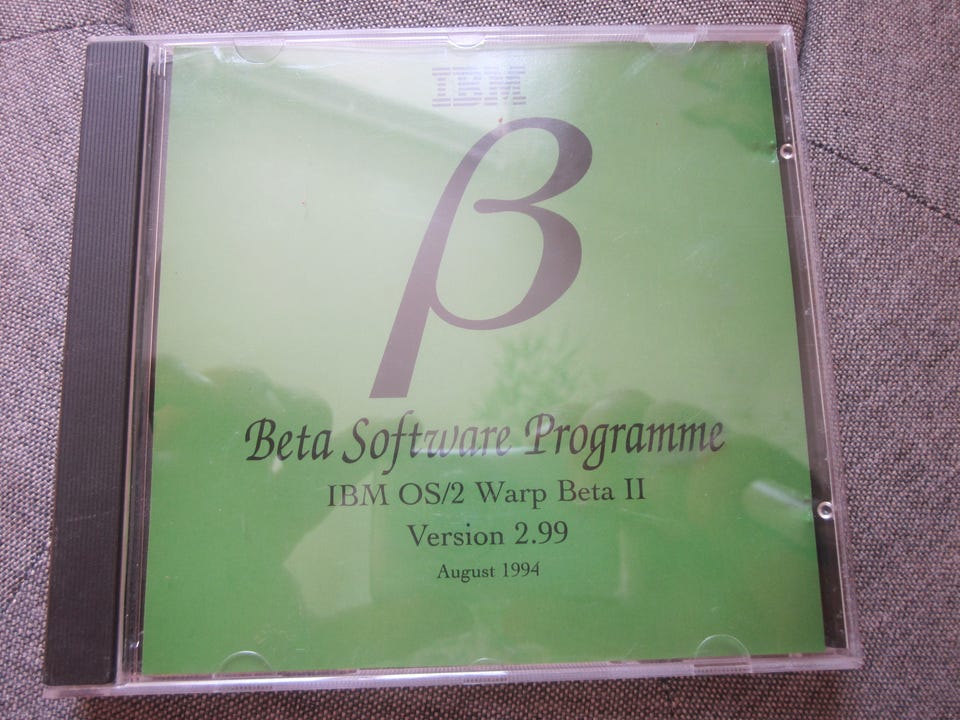 IBM
β
Beta Software Programme
IBM OS/2 Warp Beta II
Version 2.99
August 1994